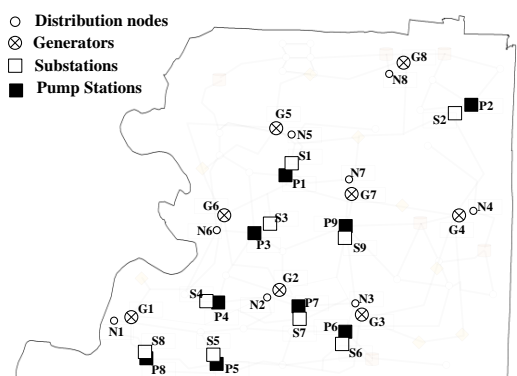 Distribution nodes
Generators
Substations
Pump Stations
G8
N8
P2
S2
G5
N5
S1
P1
N7
G7
G6
N6
S3
P3
P9
S9
N4
G4
G2
N2
S4
P4
P7
S7
N3
G3
G1
N1
P6
S6
S8
P8
S5
P5